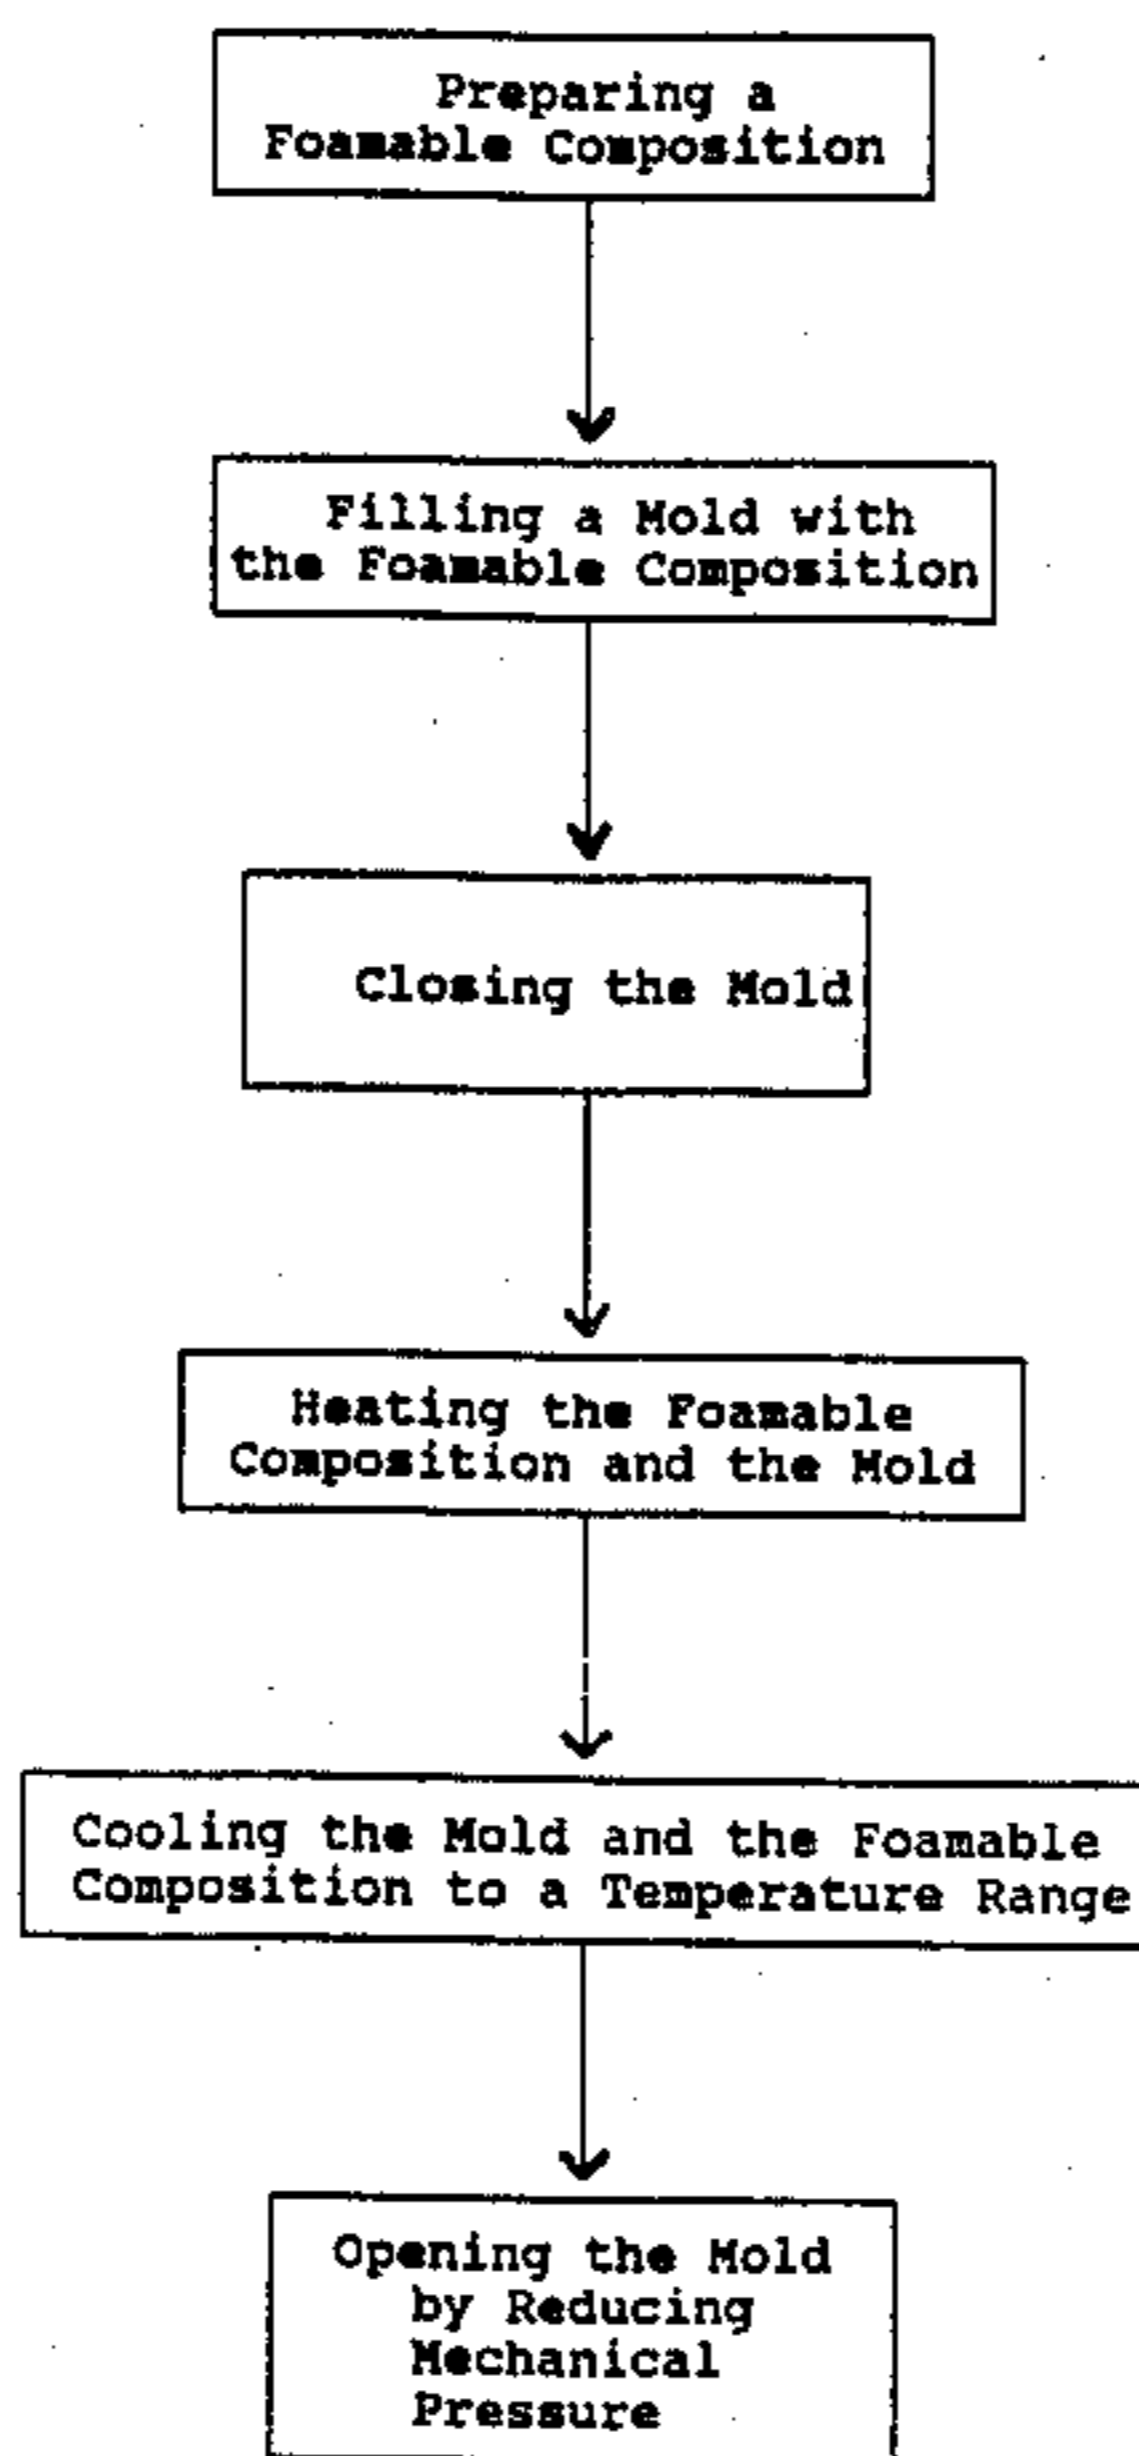 Preparing a
Foamable Composition
Filling a Mold with
the Foamable Composition
Closing the Mold
Heating the Foamable
Composition and the Mold
Cooling the Mold and the Foamable
Composition to a Temperature Range
Opening the Mold
by Reducing
Mechanical
Pressure